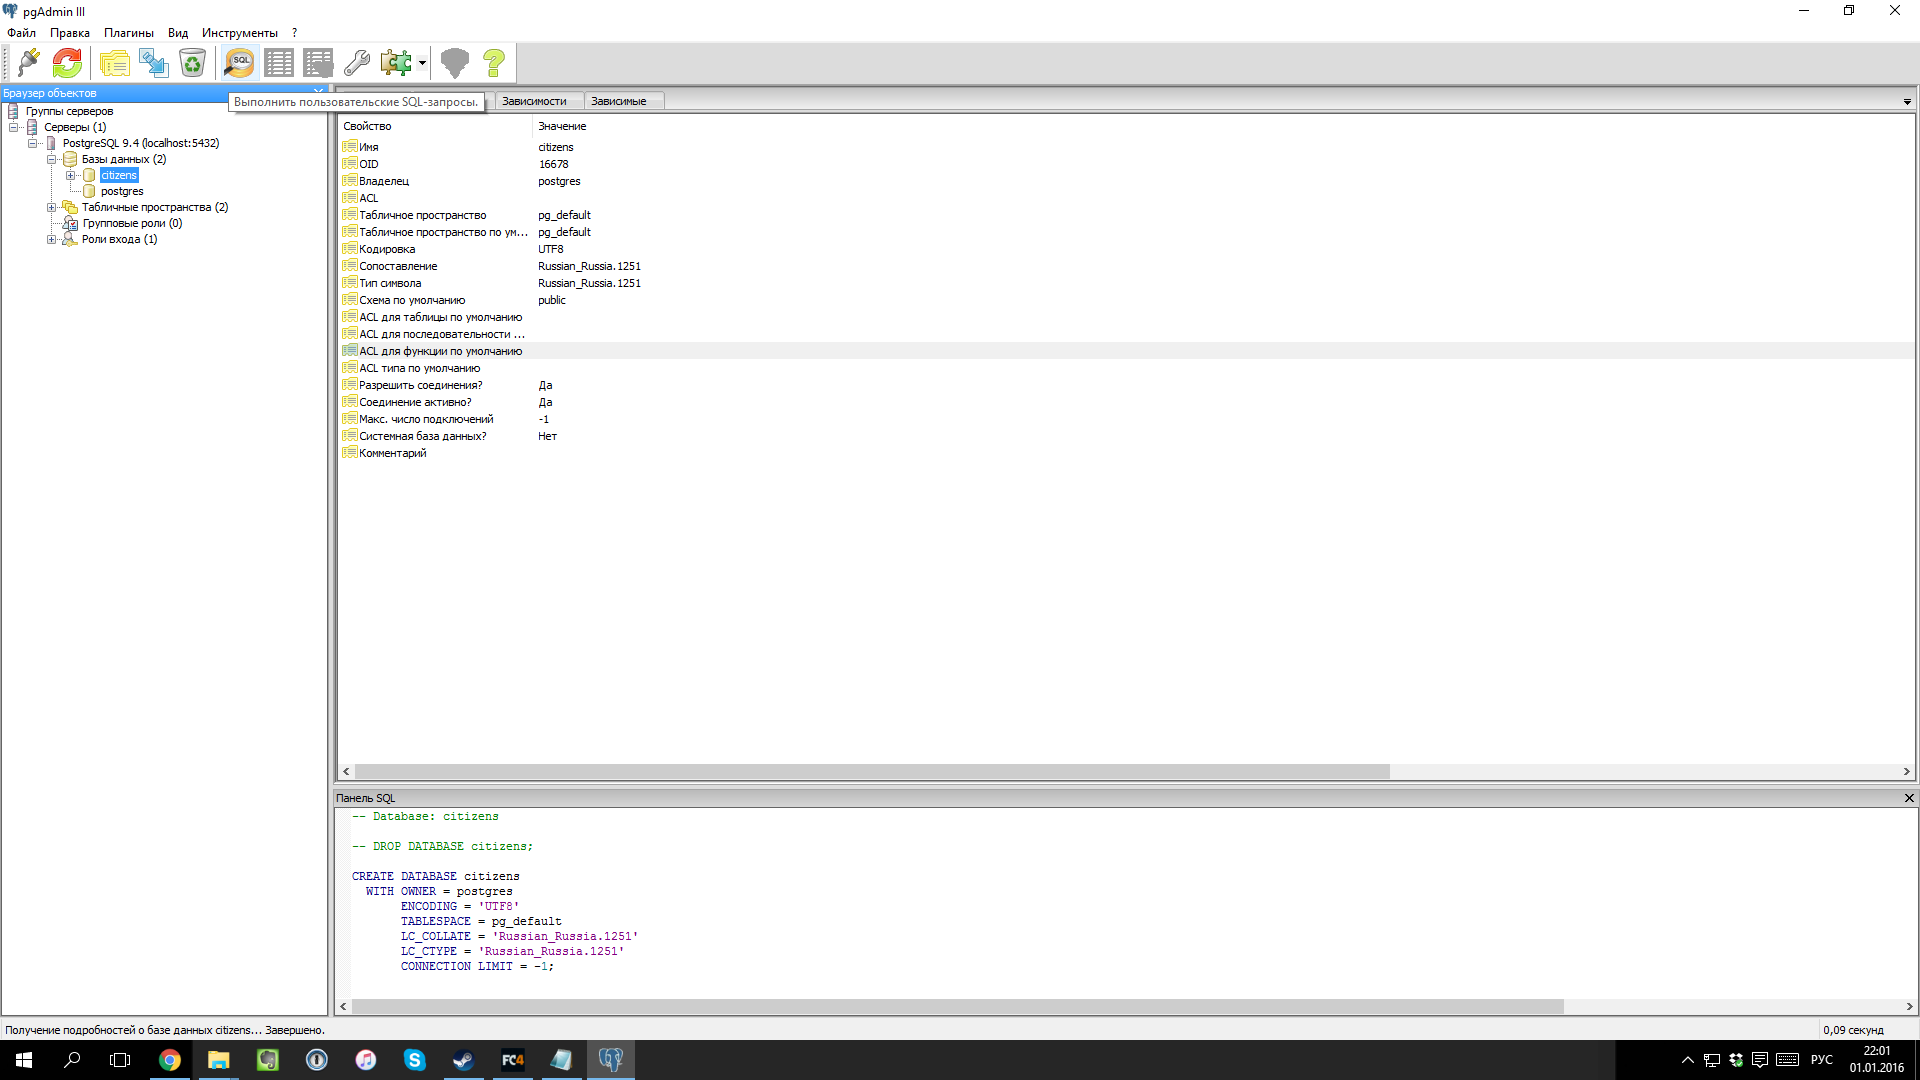 pgAdmin III
Файл Правка Плагины Вид Инструменты ?
SQL
Браузер объектов
Выполнить пользовательские SQL-запросы.
Зависимости Зависимые
Группы серверов
Серверы (1)
PostgreSQL 9.4 (localhost:5432)
Базы данных (2)
citizens
postgres
Табличные пространства (2)
Групповые роли (0)
Роли входа (1)
Свойство Значение
Имя citizens
OID 16678
Владелец postgres
ACL
Табличное пространство pg_default
Табличное пространство по ум... pg_default
Кодировка UTF8
Сопоставление Russian_Russia.1251
Тип символа Russian_Russia.1251
Схема по умолчанию public
ACL для таблицы по умолчанию
ACL для последовательности ...
ACL для функции по умолчанию
ACL типа по умолчанию
Разрешить соединения? Да
Соединение активно? Да
Макс. число подключений -1
Системная база данных? Нет
Комментарий
Панель SQL
-- Database: citizens
-- DROP DATABASE citizens;
CREATE DATABASE citizens
WITH OWNER = postgres
ENCODING = 'UTF8'
TABLESPACE = pg_default
LC_COLLATE = 'Russian_Russia.1251'
LC_CTYPE = 'Russian_Russia.1251'
CONNECTION LIMIT = -1;
Получение подробностей о базе данных citizens... Завершено.
0,09 секунд
FC4
РУС
22:01
01.01.2016